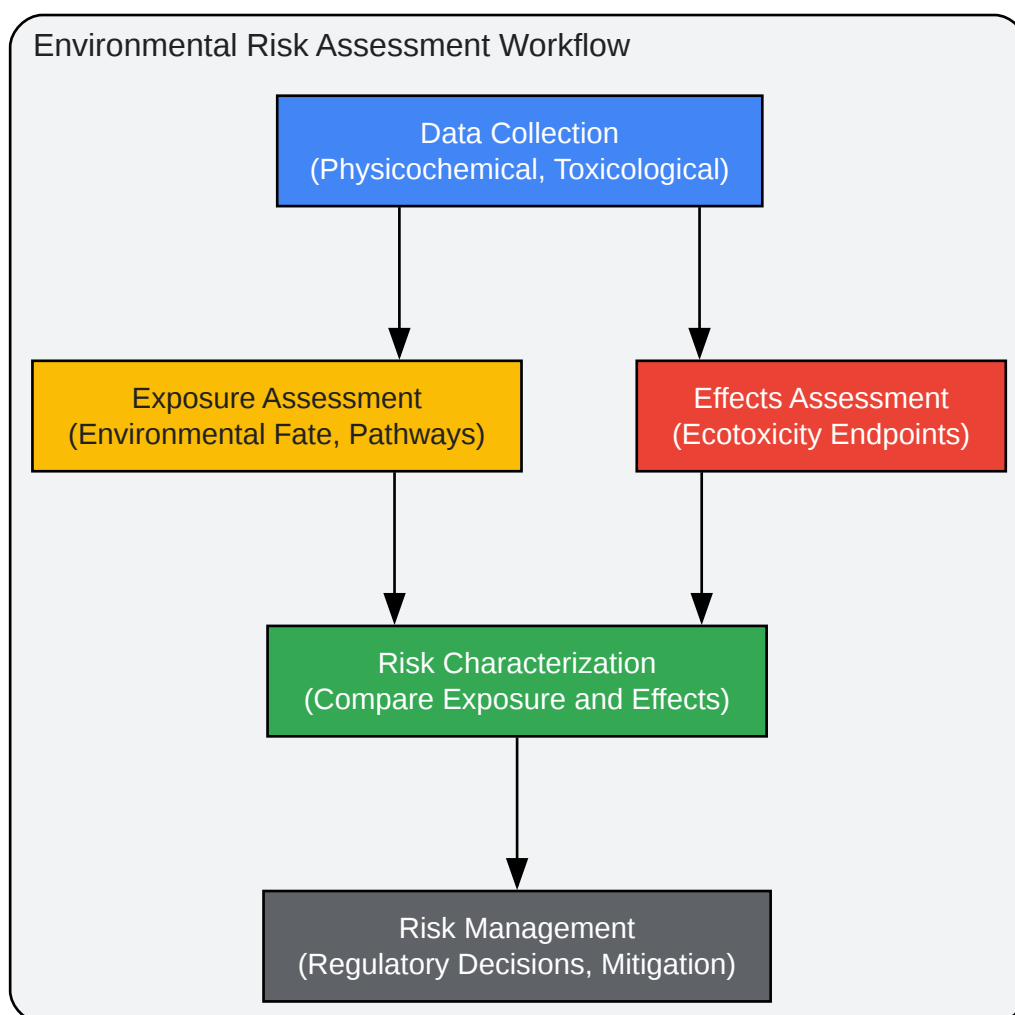 Environmental Risk Assessment Workflow
Data Collection
(Physicochemical, Toxicological)
Exposure Assessment
(Environmental Fate, Pathways)
Effects Assessment
(Ecotoxicity Endpoints)
Risk Characterization
(Compare Exposure and Effects)
Risk Management
(Regulatory Decisions, Mitigation)